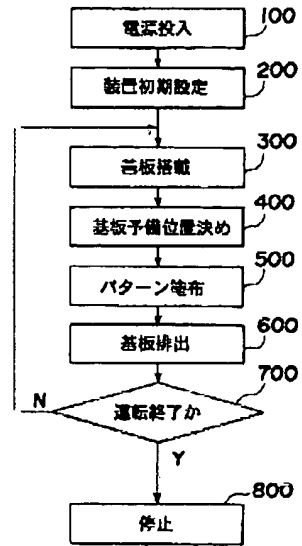 100
電源投入
200
装置初期設定
300
基板搭載
400
基板予備位置決め
500
パターン塗布
600
基板排出
700
運転終了か
N
Y
800
停止